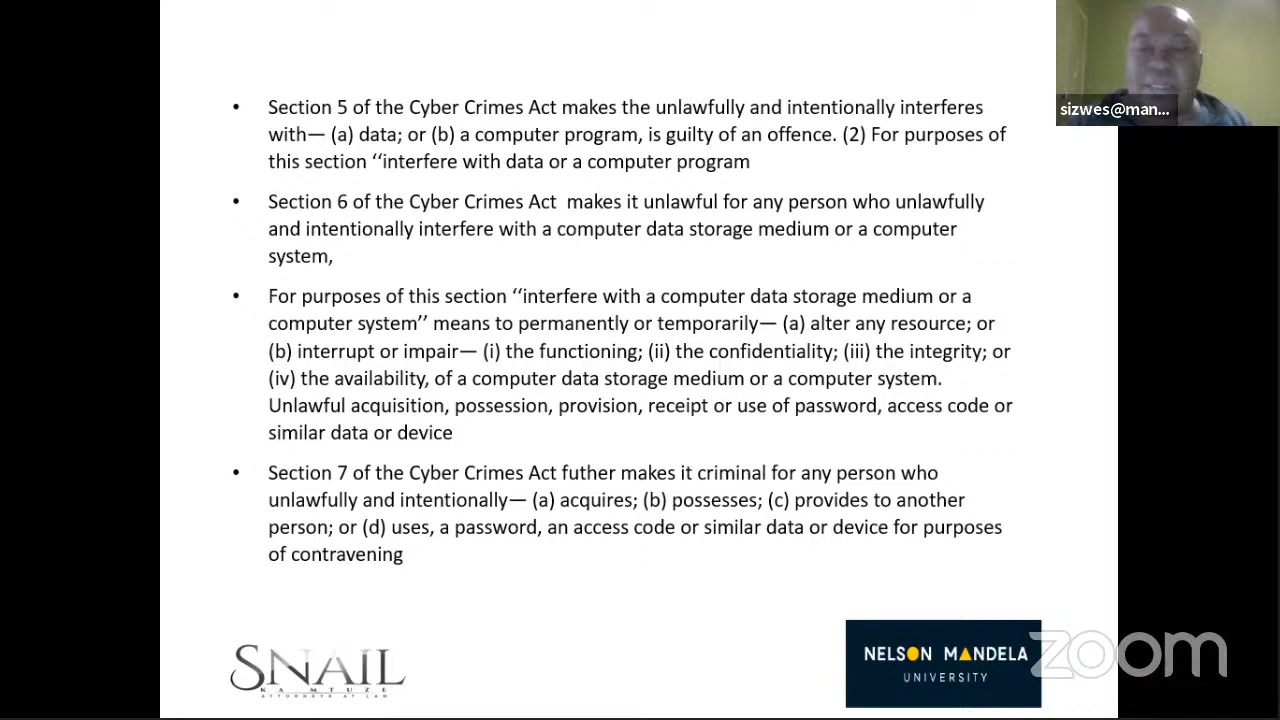 • Section 5 of the Cyber Crimes Act makes the unlawfully and intentionally interferes
with— (a) data; or (b) a computer program, is guilty of an offence. (2) For purposes of
this section ‘‘interfere with data or a computer program
• Section 6 of the Cyber Crimes Act  makes it unlawful for any person who unlawfully
and intentionally interfere with a computer data storage medium or a computer
system,
• For purposes of this section ‘‘interfere with a computer data storage medium or a
computer system’’ means to permanently or temporarily— (a) alter any resource; or
(b) interrupt or impair— (i) the functioning; (ii) the confidentiality; (iii) the integrity; or
(iv) the availability, of a computer data storage medium or a computer system.
Unlawful acquisition, possession, provision, receipt or use of password, access code or
similar data or device
• Section 7 of the Cyber Crimes Act futher makes it criminal for any person who
unlawfully and intentionally— (a) acquires; (b) possesses; (c) provides to another
person; or (d) uses, a password, an access code or similar data or device for purposes
of contravening
sizwes@man...
SNAIL
ATTORNEYS AT LAW
NELSON MANDELA
UNIVERSITY
zoom